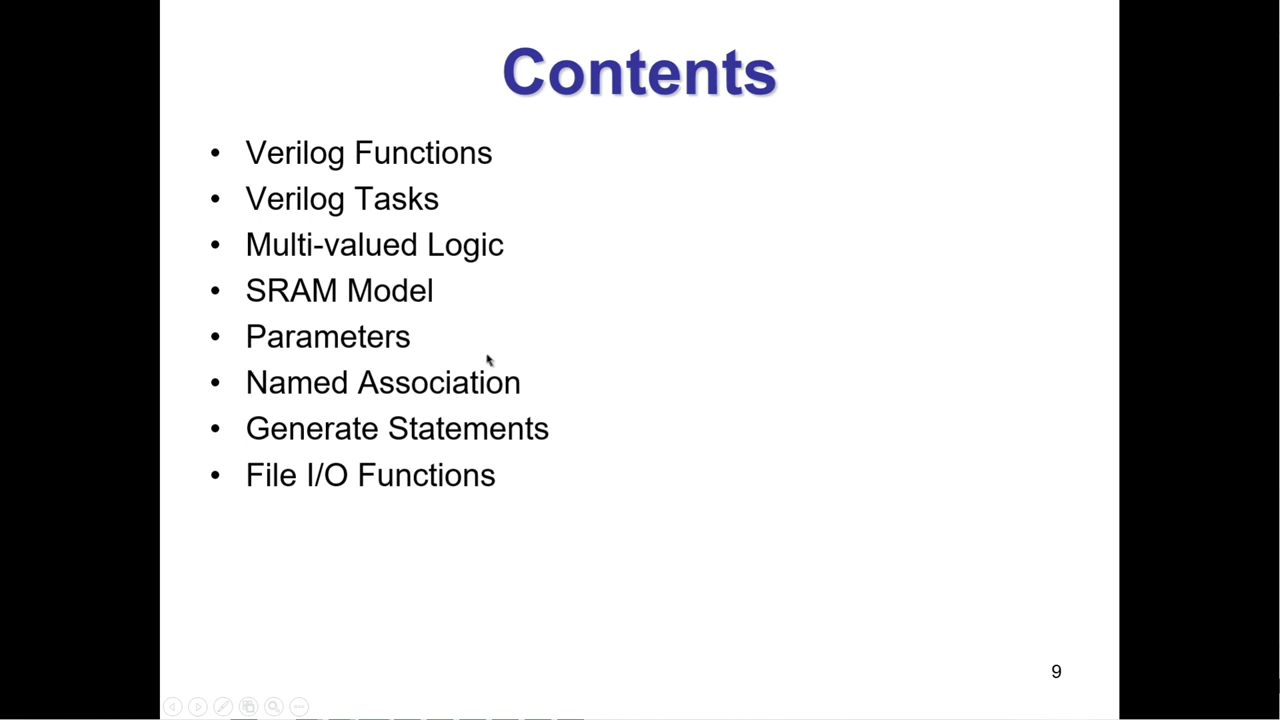 Contents
• Verilog Functions
• Verilog Tasks
• Multi-valued Logic
• SRAM Model
• Parameters
• Named Association
• Generate Statements
• File I/O Functions
9